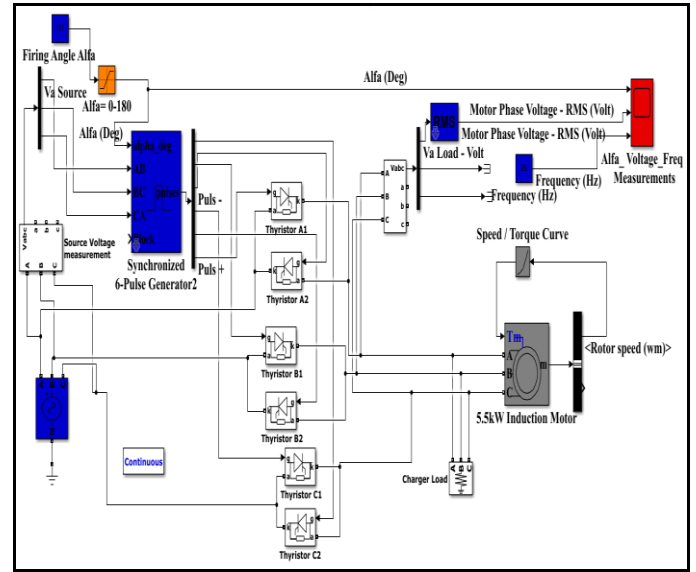 Firing Angle Alfa
Va Source
Alfa= 0-180
Alfa (Deg)
Alfa (Deg)
alpha_deg
AB
BC
CA
Block
pulses
Puls -
Puls +
Synchronized
6-Pulse Generator2
Vabc
a b c
A B C
Source Voltage
measurement
A B C
Continuous
g
a
k
Thyristor A1
g
a
k
Thyristor A2
g
a
k
Thyristor B1
g
a
k
Thyristor B2
g
a
k
Thyristor C1
g
a
k
Thyristor C2
A
B
C
Vabc
a
b
c
RMS
Va Load - Volt
Motor Phase Voltage - RMS (Volt)
Motor Phase Voltage - RMS (Volt)
Frequency (Hz)
Frequency (Hz)
Alfa_Voltage_Freq
Measurements
Speed / Torque Curve
Tm
A
B
C
m
<Rotor speed (wm)>
5.5kW Induction Motor
A B C
Charger Load